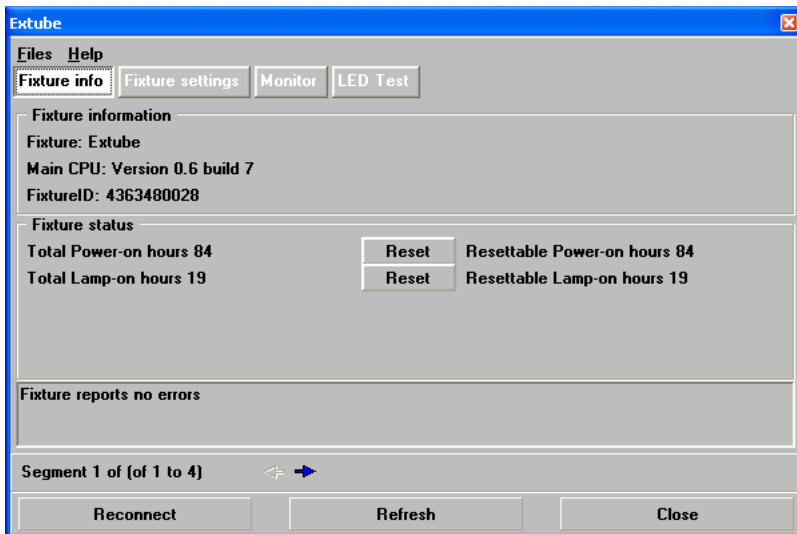 Extube
Files Help
Fixture info Fixture settings Monitor LED Test
Fixture information
Fixture: Extube
Main CPU: Version 0.6 build 7
FixtureID: 4363480028
Fixture status
Total Power-on hours 84 Reset Resettable Power-on hours 84
Total Lamp-on hours 19 Reset Resettable Lamp-on hours 19
Fixture reports no errors
Segment 1 of (of 1 to 4)
Reconnect Refresh Close